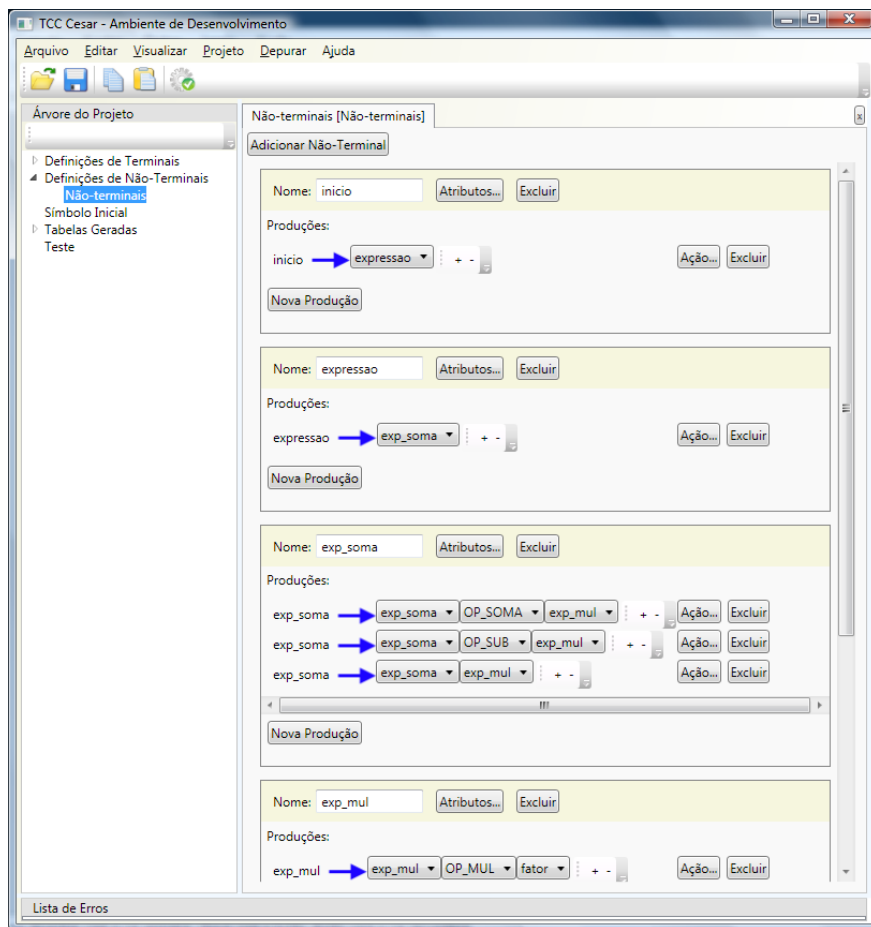 TCC Cesar - Ambiente de Desenvolvimento
Arquivo Editar Visualizar Projeto Depurar Ajuda
Árvore do Projeto
Definições de Terminais
Definições de Não-Terminais
Não-terminais
Símbolo Inicial
Tabelas Geradas
Teste
Não-terminais [Não-terminais]
x
Adicionar Não-Terminal
Nome: inicio Atributos... Excluir
Produções:
inicio expressao + - Ação... Excluir
Nova Produção
Nome: expressao Atributos... Excluir
Produções:
expressao exp_soma + - Ação... Excluir
Nova Produção
Nome: exp_soma Atributos... Excluir
Produções:
exp_soma exp_soma OP_SOMA exp_mul + - Ação... Excluir
exp_soma exp_soma OP_SUB exp_mul + - Ação... Excluir
exp_soma exp_soma exp_mul + - Ação... Excluir
Nova Produção
Nome: exp_mul Atributos... Excluir
Produções:
exp_mul exp_mul OP_MUL fator + - Ação... Excluir
Lista de Erros